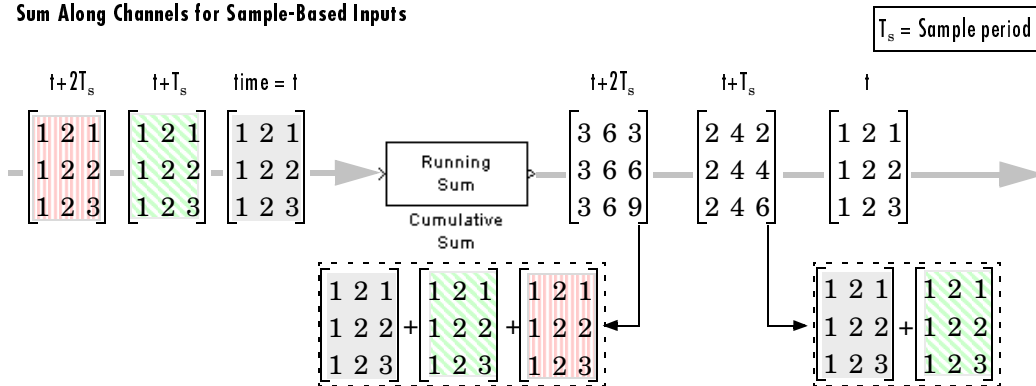 Sum Along Channels for Sample-Based Inputs
Ts = Sample period
t+2Ts t+Ts time = t t+2Ts t+Ts t
1 2 1 1 2 1 1 2 1 3 6 3 2 4 2 1 2 1
1 2 2 1 2 2 1 2 2 3 6 6 2 4 4 1 2 2
1 2 3 1 2 3 1 2 3 3 6 9 2 4 6 1 2 3
Running
Sum
Cumulative
Sum
1 2 1 1 2 1 1 2 1 1 2 1 1 2 1
1 2 2 + 1 2 2 + 1 2 2 1 2 2 + 1 2 2
1 2 3 1 2 3 1 2 3 1 2 3 1 2 3